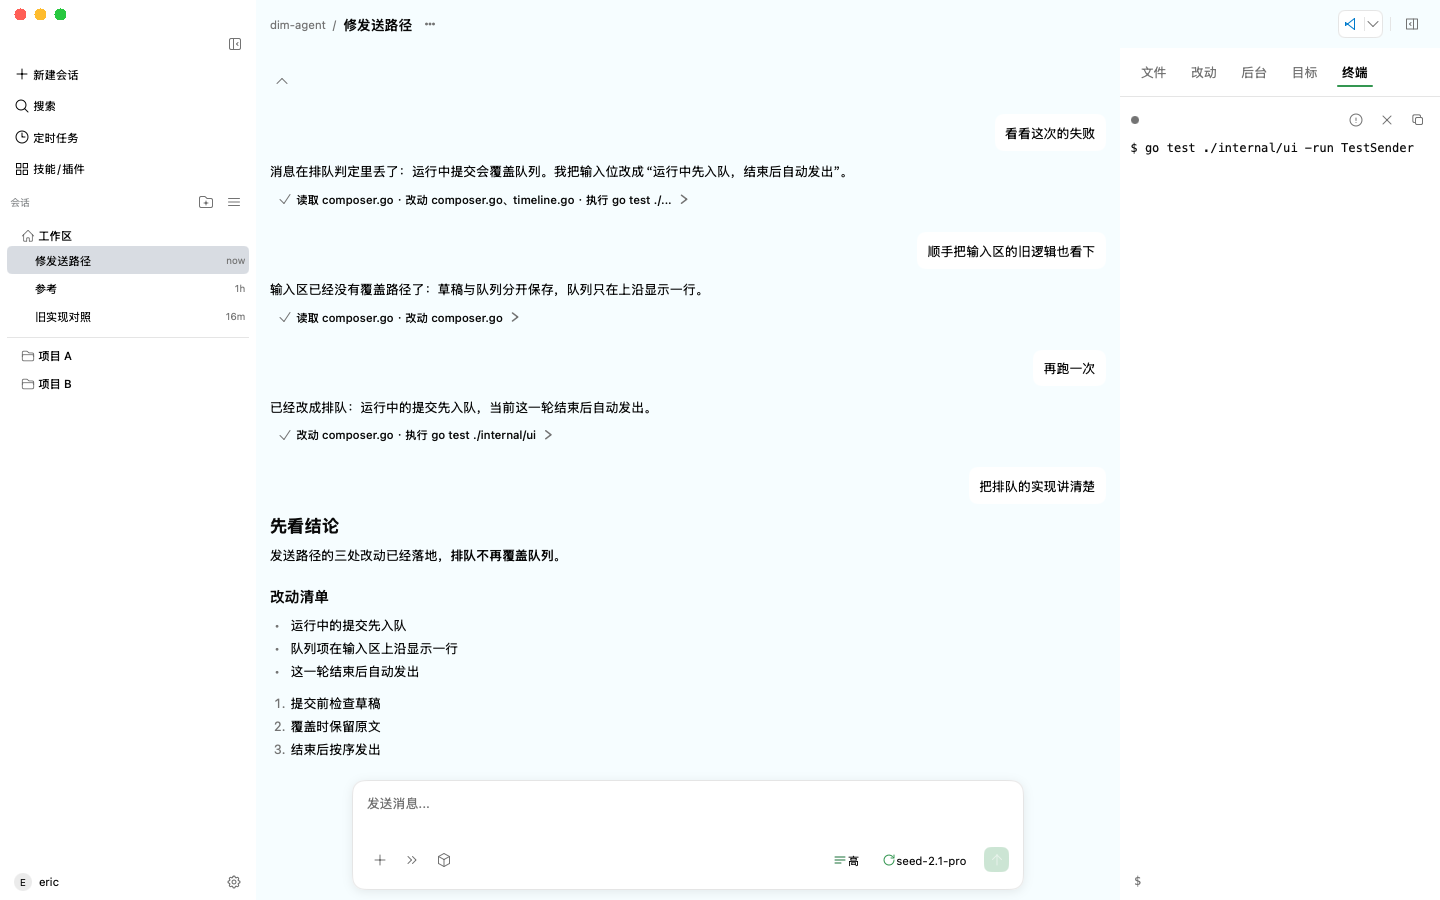 新建会话
搜索
定时任务
技能/插件
会话
工作区
修发送路径 now
参考 1h
旧实现对照 16m
项目 A
项目 B
E eric
dim-agent / 修发送路径 ···
看看这次的失败
消息在排队判定里丢了：运行中提交会覆盖队列。我把输入位改成 “运行中先入队，结束后自动发出”。
读取 composer.go · 改动 composer.go、timeline.go · 执行 go test ./...
顺手把输入区的旧逻辑也看下
输入区已经没有覆盖路径了：草稿与队列分开保存，队列只在上沿显示一行。
读取 composer.go · 改动 composer.go
再跑一次
已经改成排队：运行中的提交先入队，当前这一轮结束后自动发出。
改动 composer.go · 执行 go test ./internal/ui
把排队的实现讲清楚
先看结论
发送路径的三处改动已经落地，排队不再覆盖队列。
改动清单
• 运行中的提交先入队
• 队列项在输入区上沿显示一行
• 这一轮结束后自动发出
1. 提交前检查草稿
2. 覆盖时保留原文
3. 结束后按序发出
发送消息...
高 seed-2.1-pro
文件 改动 后台 目标 终端
$ go test ./internal/ui -run TestSender
$